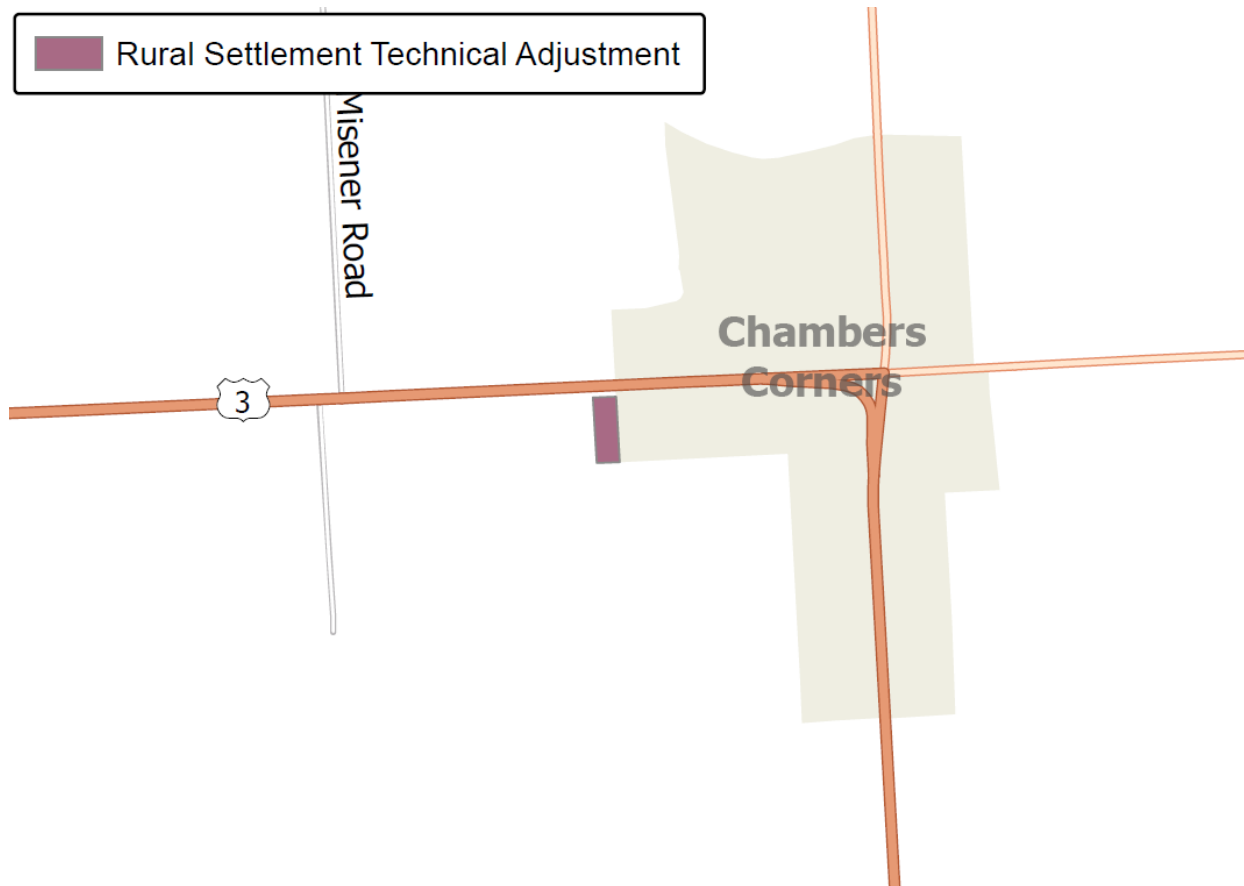 Rural Settlement Technical Adjustment
Misener Road
Chambers
Corners
3